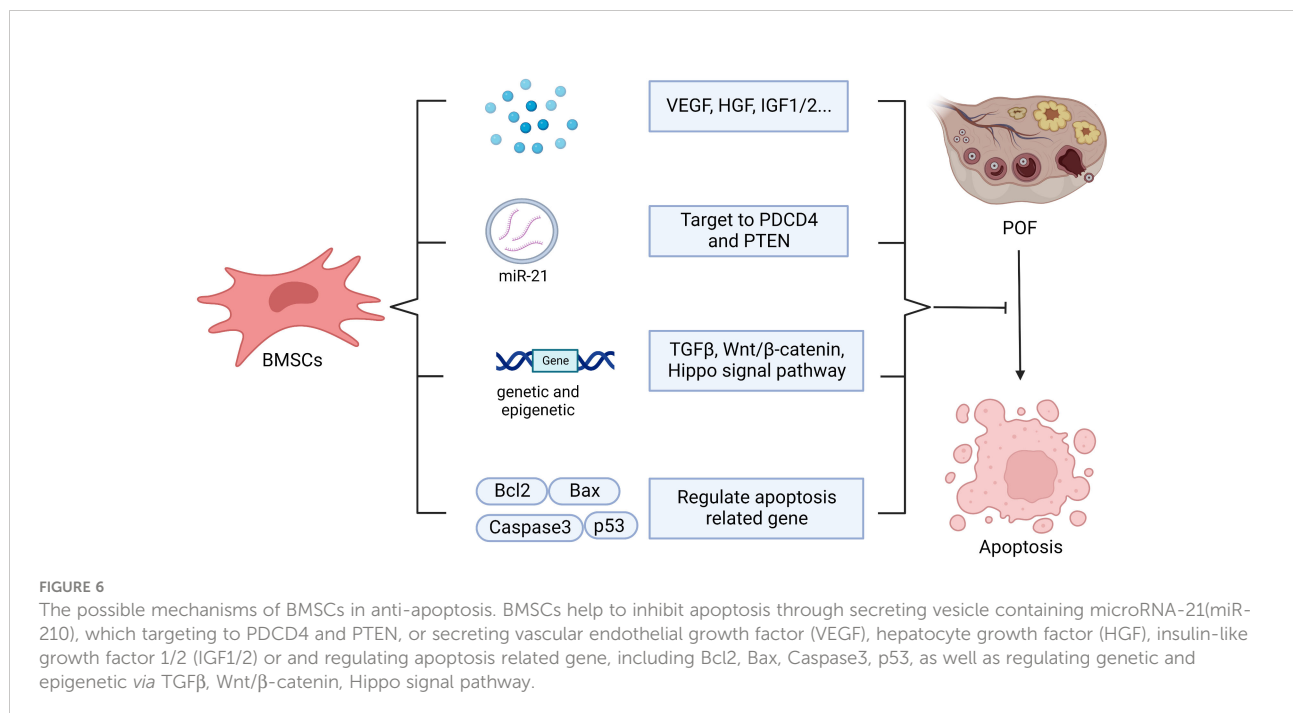 VEGF, HGF, IGF1/2...
Target to PDCD4
and PTEN
miR-21
POF
BMSCs
Gene
genetic and
epigenetic
TGFβ, Wnt/β-catenin,
Hippo signal pathway
Bcl2
Bax
Caspase3
p53
Regulate apoptosis
related gene
Apoptosis
FIGURE 6
The possible mechanisms of BMSCs in anti-apoptosis. BMSCs help to inhibit apoptosis through secreting vesicle containing microRNA-21(miR-
210), which targeting to PDCD4 and PTEN, or secreting vascular endothelial growth factor (VEGF), hepatocyte growth factor (HGF), insulin-like
growth factor 1/2 (IGF1/2) or and regulating apoptosis related gene, including Bcl2, Bax, Caspase3, p53, as well as regulating genetic and
epigenetic via TGFβ, Wnt/β-catenin, Hippo signal pathway.